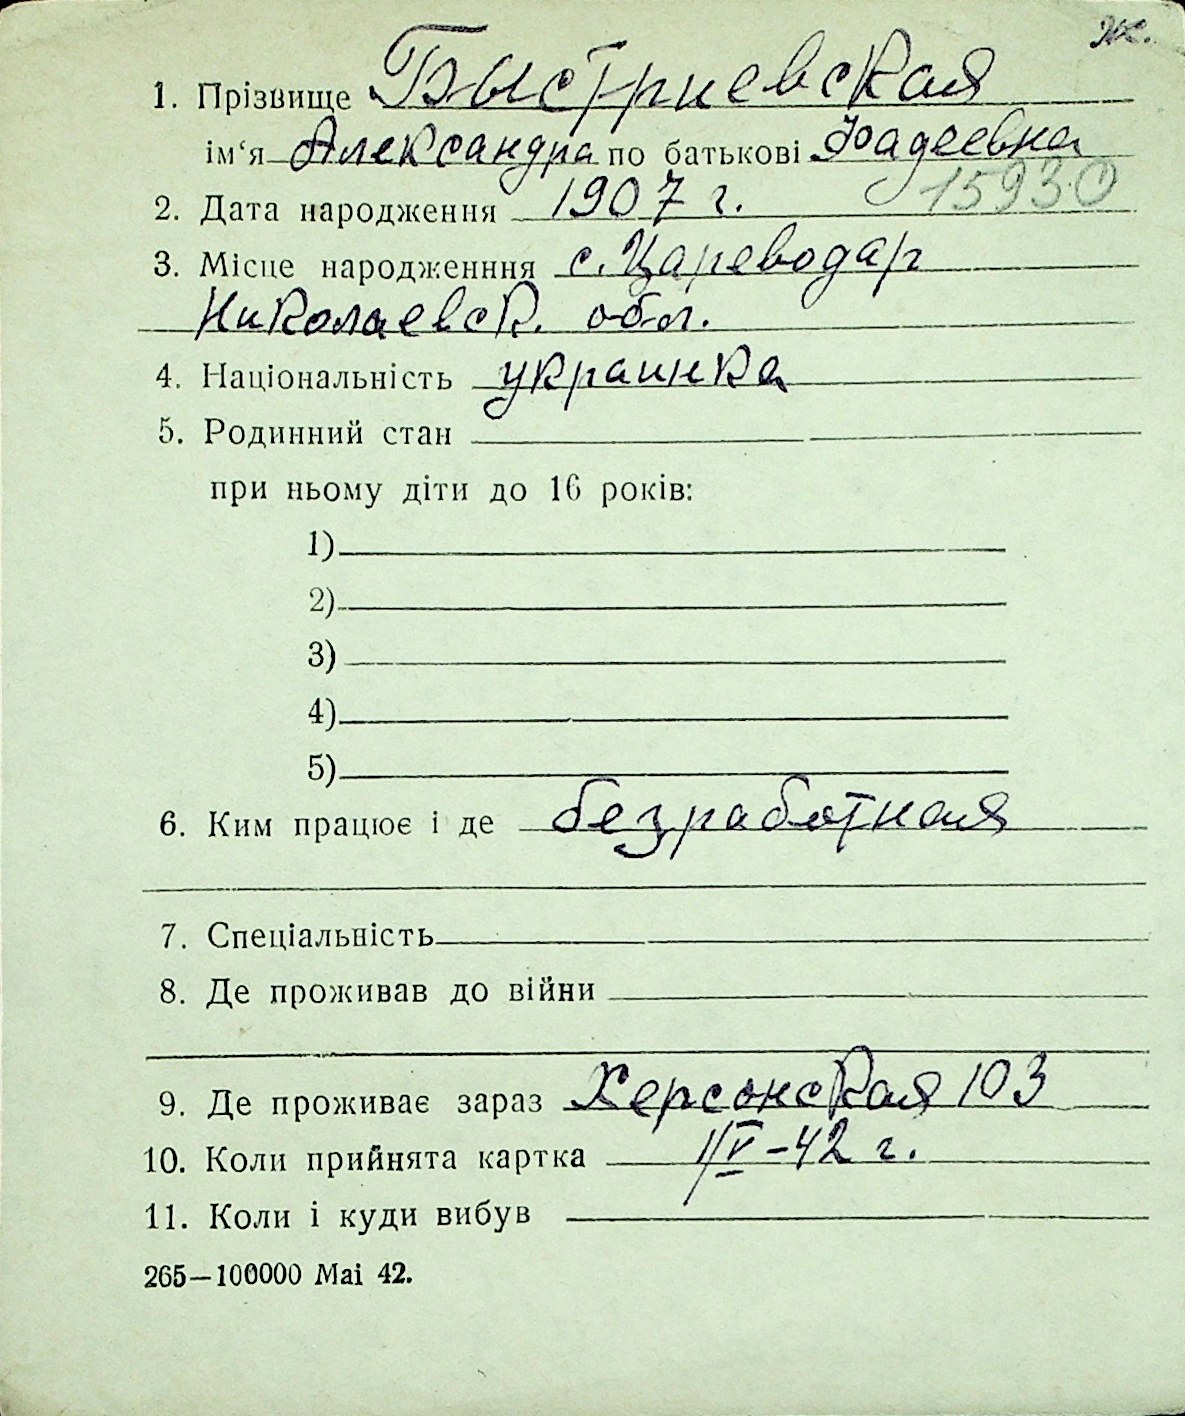 Ж.
1. Прізвище Быстриевская
ім‘я Александра по батькові Фадеевна
15930
2. Дата народження 1907 г.
3. Місце народженння с. Цареводар
Николаевск. обл.
4. Національність украинка
5. Родинний стан
при ньому діти до 16 років:
1)
2)
3)
4)
5)
6. Ким працює і де безработная
7. Спеціальність
8. Де проживав до війни
9. Де проживає зараз Херсонская 103
10. Коли прийнята картка 1/V-42 г.
11. Коли і куди вибув
265—100000 Mai 42.